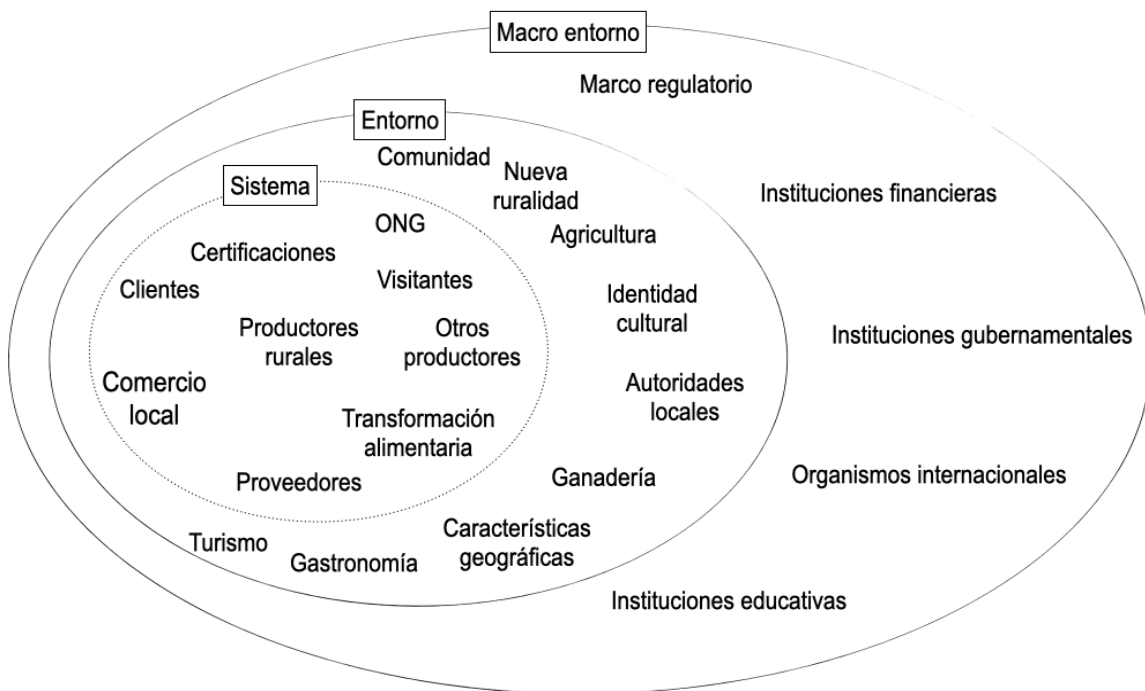 Macro entorno
Marco regulatorio
Entorno
Comunidad
Nueva
ruralidad
Sistema
Instituciones financieras
ONG
Agricultura
Certificaciones
Clientes
Visitantes
Identidad
cultural
Productores
rurales
Otros
productores
Instituciones gubernamentales
Comercio
local
Autoridades
locales
Transformación
alimentaria
Proveedores
Ganadería
Organismos internacionales
Turismo
Gastronomía
Características
geográficas
Instituciones educativas